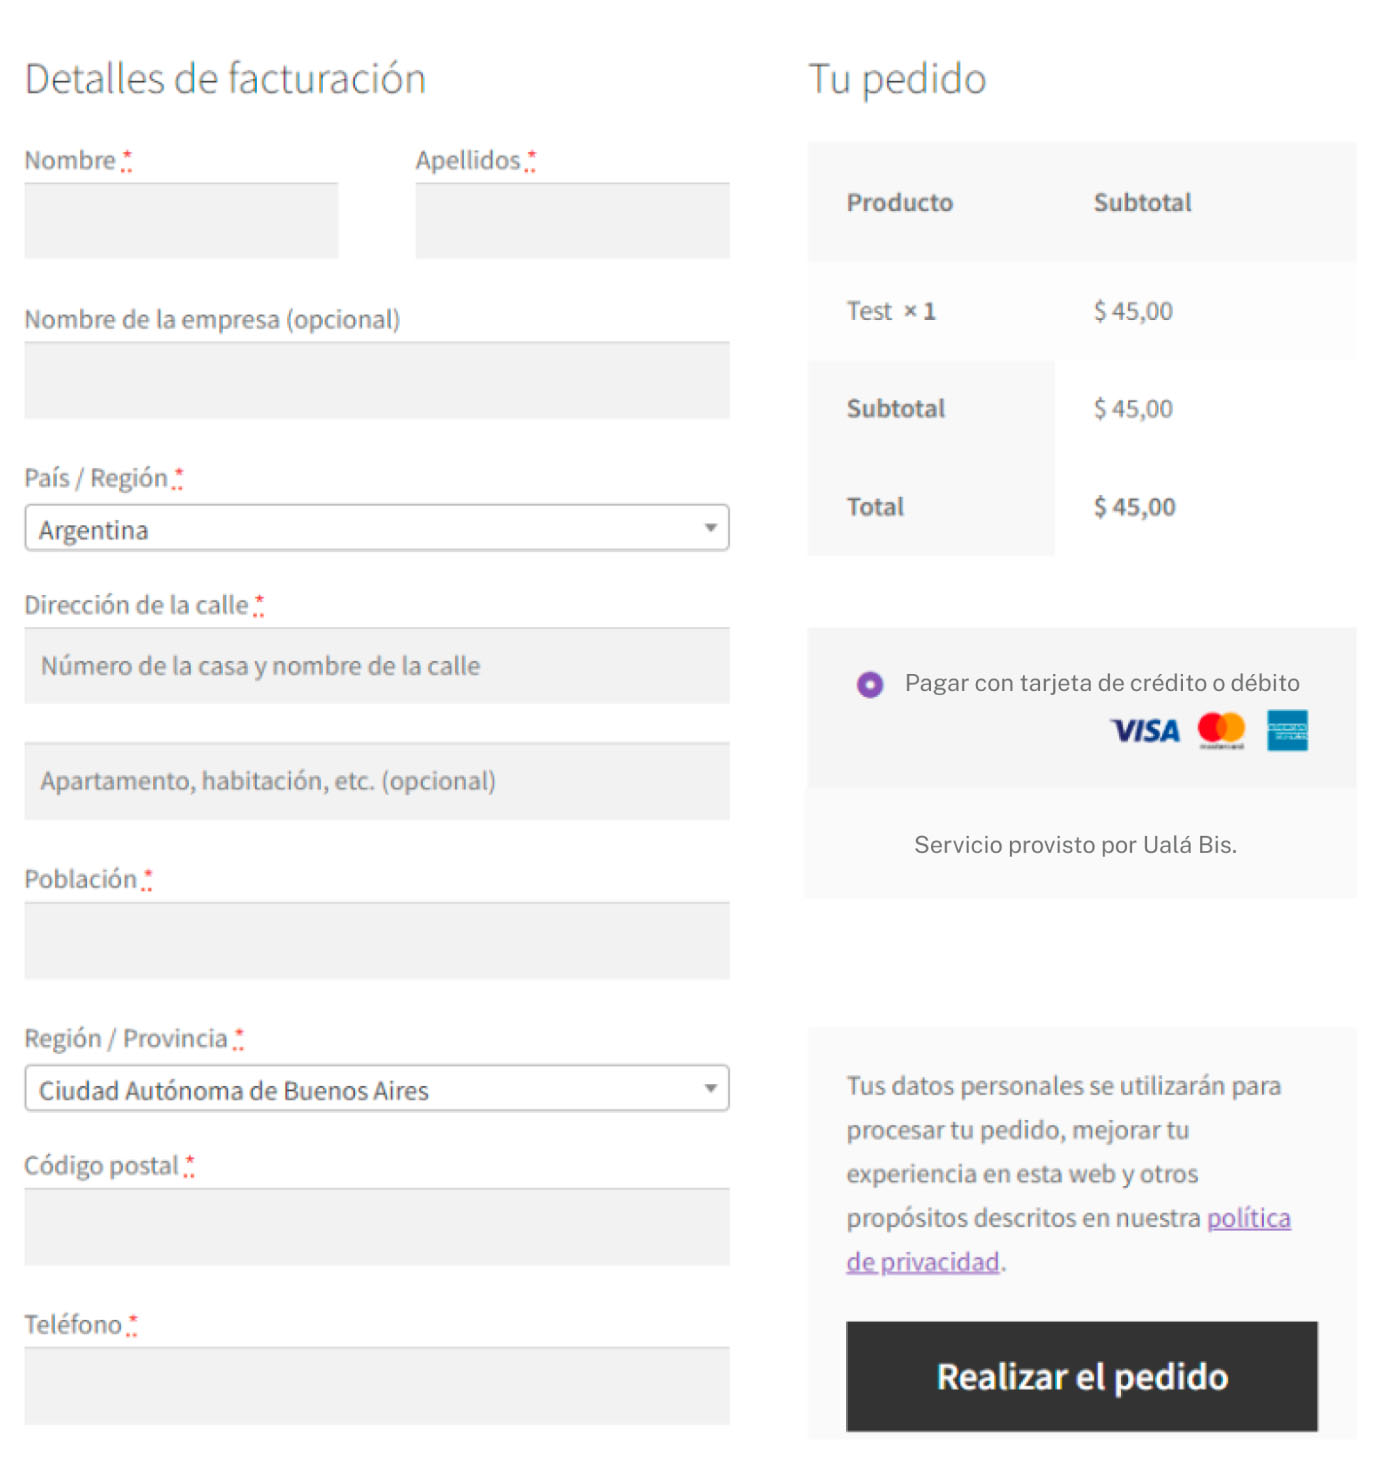 Detalles de facturación
Nombre *
Apellidos *
Nombre de la empresa (opcional)
País / Región *
Argentina
Dirección de la calle *
Número de la casa y nombre de la calle
Apartamento, habitación, etc. (opcional)
Población *
Región / Provincia *
Ciudad Autónoma de Buenos Aires
Código postal *
Teléfono *
Tu pedido
Producto Subtotal
Test × 1 $ 45,00
Subtotal $ 45,00
Total $ 45,00
Pagar con tarjeta de crédito o débito
VISA mastercard
Servicio provisto por Ualá Bis.
Tus datos personales se utilizarán para
procesar tu pedido, mejorar tu
experiencia en esta web y otros
propósitos descritos en nuestra política
de privacidad.
Realizar el pedido